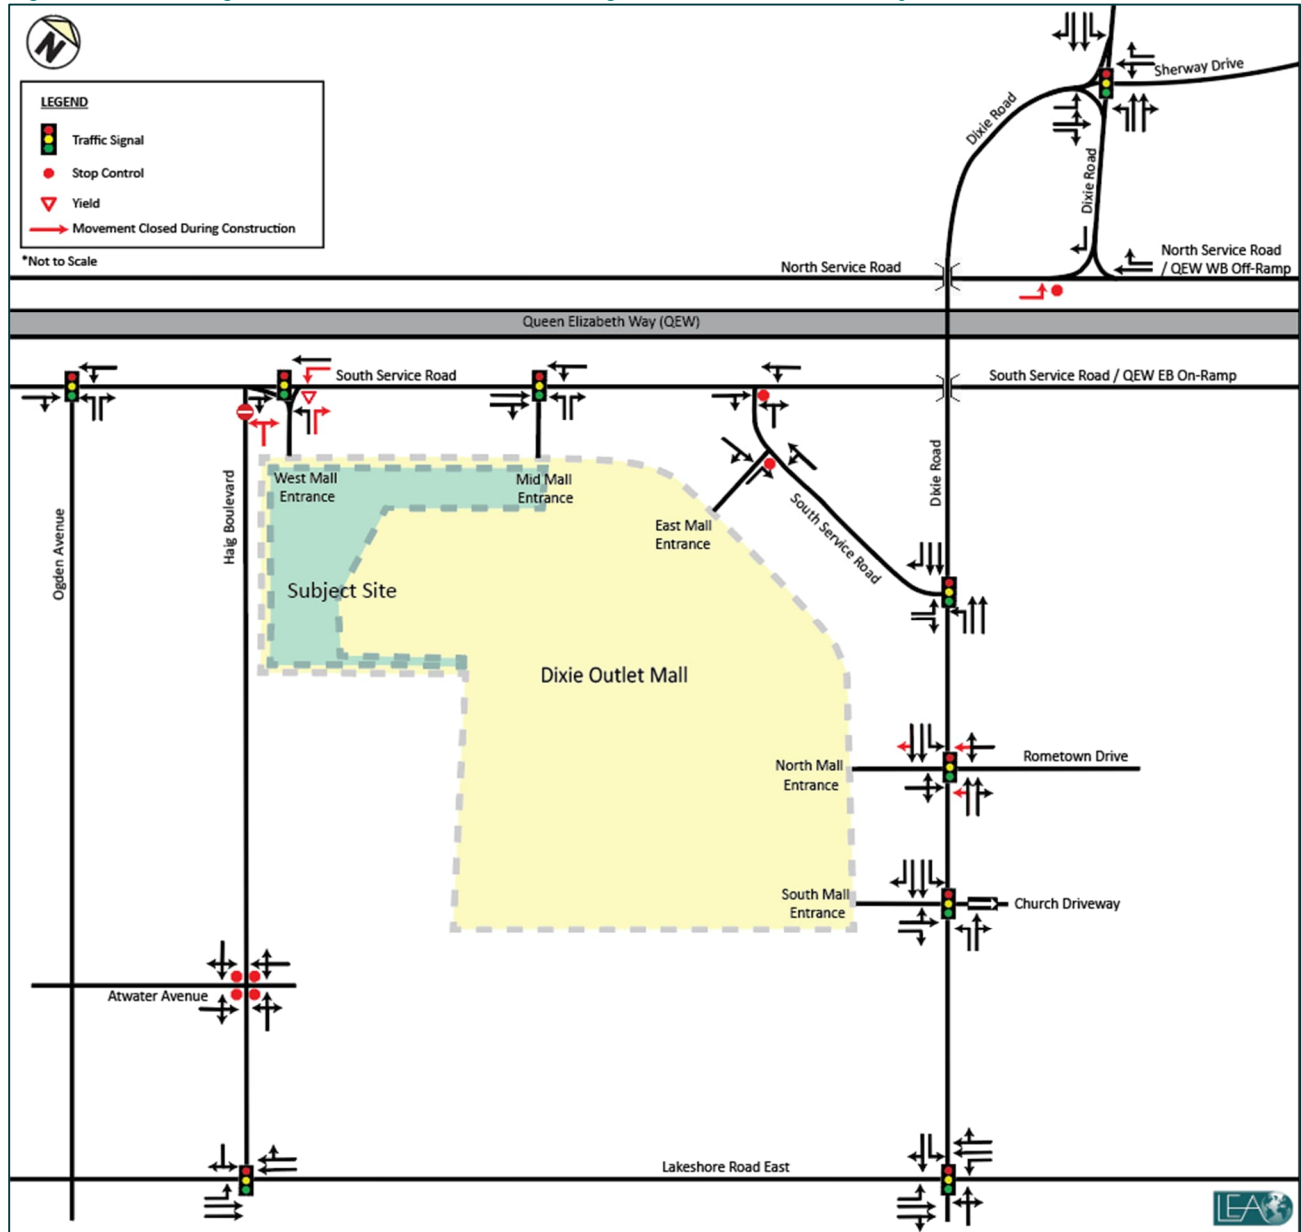 N
LEGEND
Traffic Signal
Stop Control
Yield
Movement Closed During Construction
*Not to Scale
Sherway Drive
Dixie Road
Dixie Road
North Service Road
North Service Road
/ QEW WB Off-Ramp
Queen Elizabeth Way (QEW)
South Service Road
South Service Road / QEW EB On-Ramp
Ogden Avenue
Haig Boulevard
West Mall
Entrance
Mid Mall
Entrance
East Mall
Entrance
South Service Road
Dixie Road
Subject Site
Dixie Outlet Mall
North Mall
Entrance
Rometown Drive
South Mall
Entrance
Church Driveway
Atwater Avenue
Lakeshore Road East
LEA